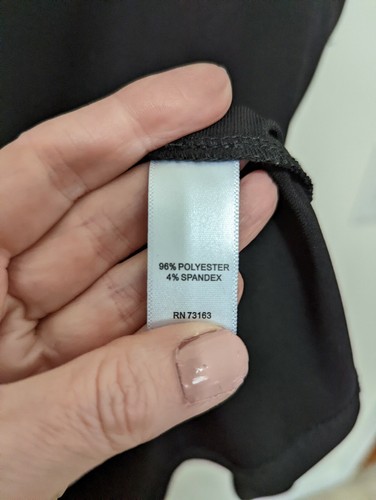 96% POLYESTER
4% SPANDEX
RN 73163